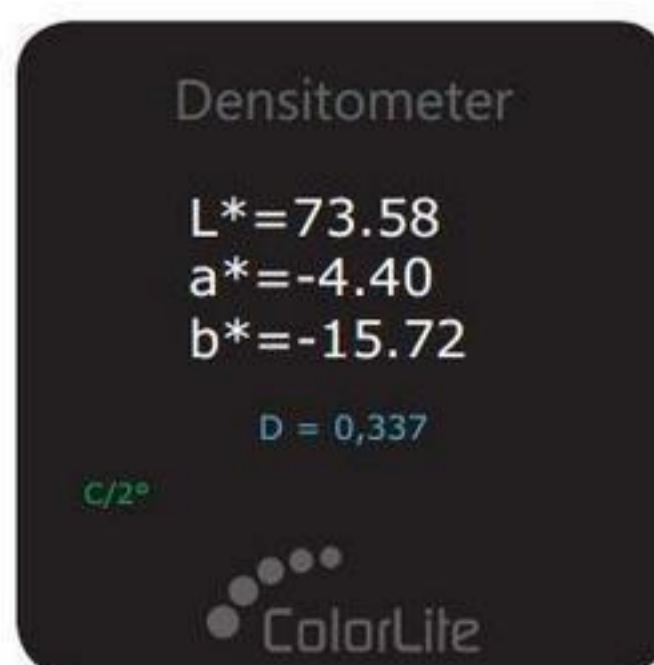 Densitometer
L*=73.58
a*=-4.40
b*=-15.72
D = 0,337
C/2°
ColorLite